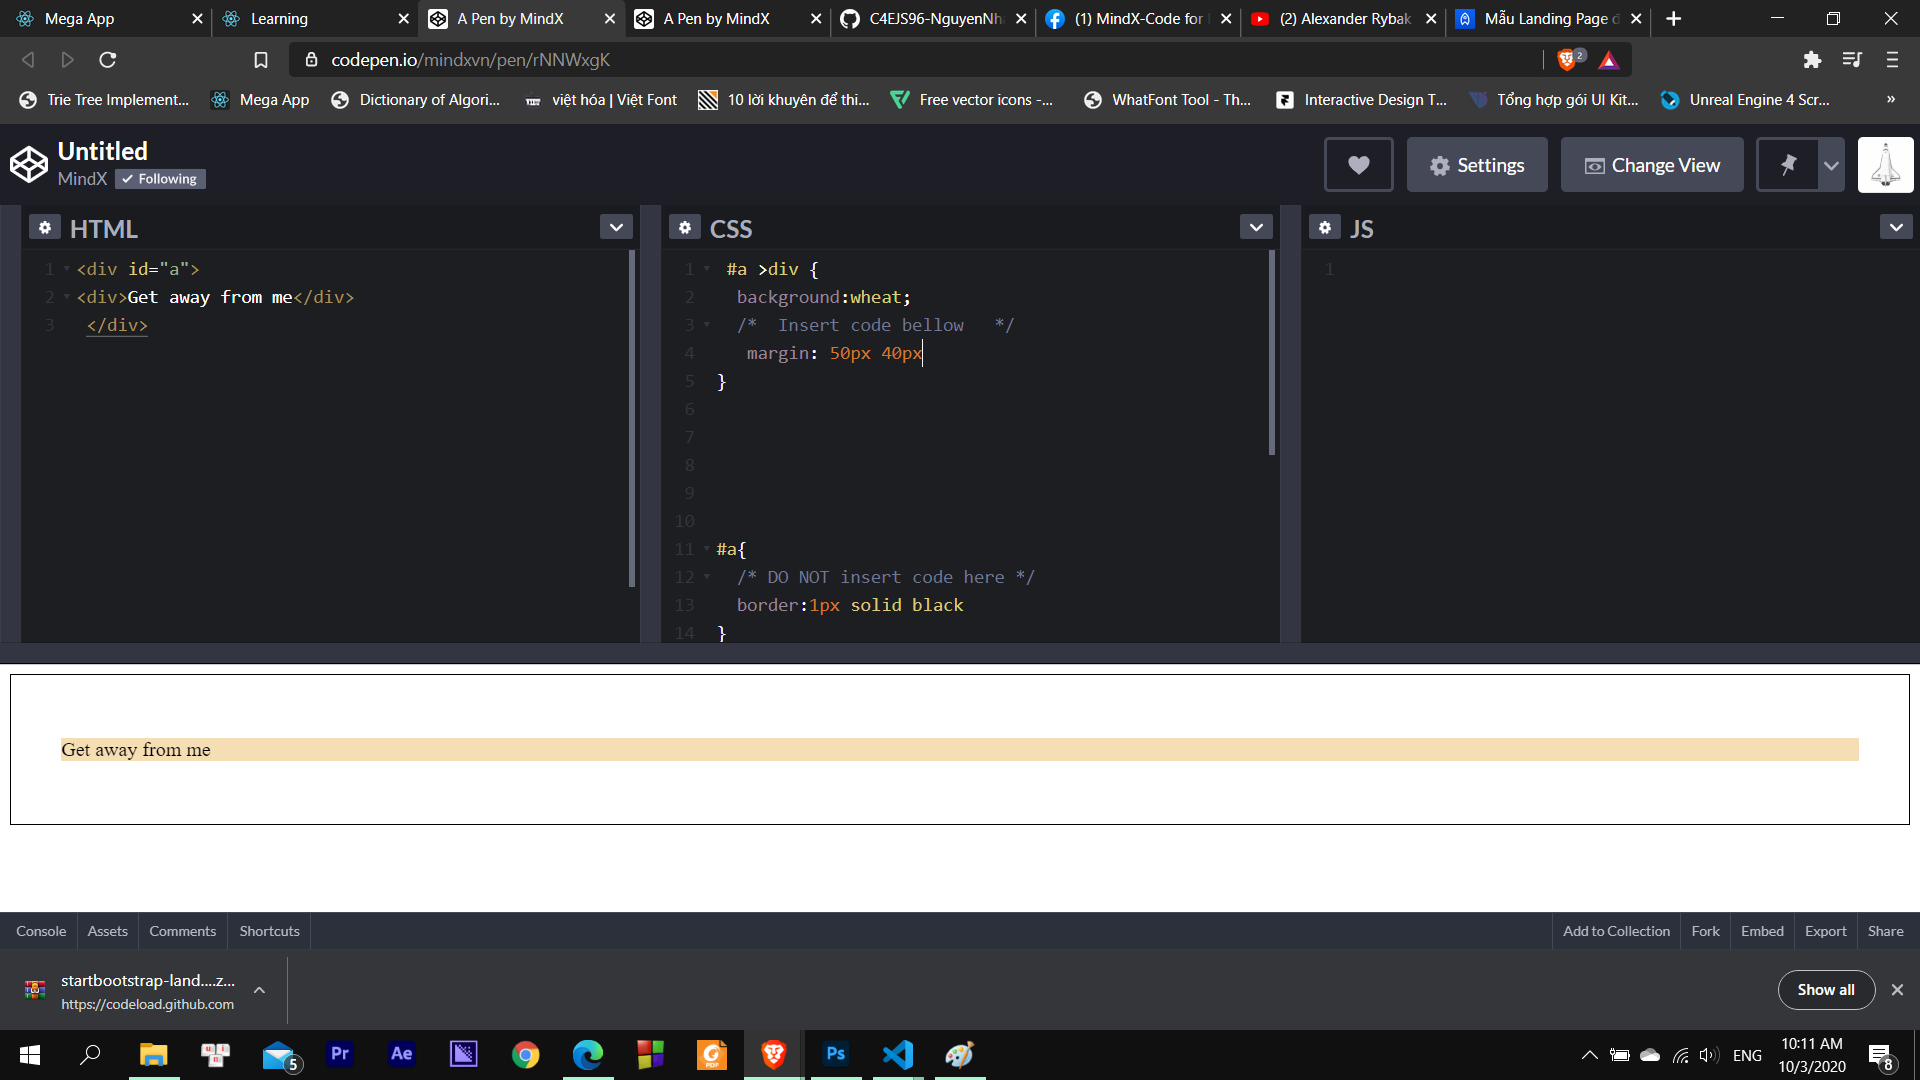 Mega App
Learning
A Pen by MindX
A Pen by MindX
C4EJS96-NguyenNh
(1) MindX-Code for
(2) Alexander Rybak
Mẫu Landing Page
codepen.io/mindxvn/pen/rNNWxgK
2
Trie Tree Implement...
Mega App
Dictionary of Algori...
việt hóa | Việt Font
10 lời khuyên để thi...
Free vector icons -...
WhatFont Tool - Th...
Interactive Design T...
Tổng hợp gói UI Kit...
Unreal Engine 4 Scr...
»
Untitled
MindX
Following
Settings
Change View
HTML
1 <div id="a">
2 <div>Get away from me</div>
3 </div>
CSS
1 #a >div {
2 background:wheat;
3 /* Insert code bellow */
4 margin: 50px 40px
5 }
6
7
8
9
10
11 #a{
12 /* DO NOT insert code here */
13 border:1px solid black
14 }
JS
1
Get away from me
Console
Assets
Comments
Shortcuts
Add to Collection
Fork
Embed
Export
Share
startbootstrap-land....z...
https://codeload.github.com
Show all
5
Pr
Ae
PDF
Ps
ENG
10:11 AM
10/3/2020
8